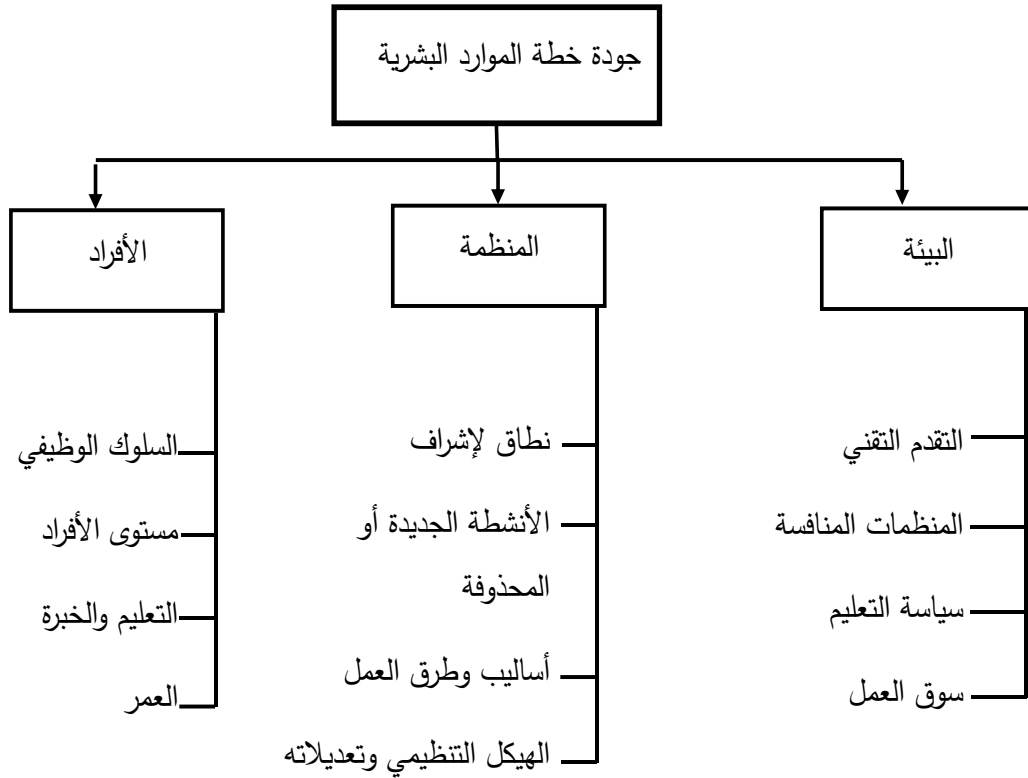 جودة خطة الموارد البشرية
البيئة
التقدم التقني
المنظمات المنافسة
سياسة التعليم
سوق العمل
المنظمة
نطاق لإشراف
الأنشطة الجديدة أو
المحذوفة
أساليب وطرق العمل
الهيكل التنظيمي وتعديلاته
الأفراد
السلوك الوظيفي
مستوى الأفراد
التعليم والخبرة
العمر